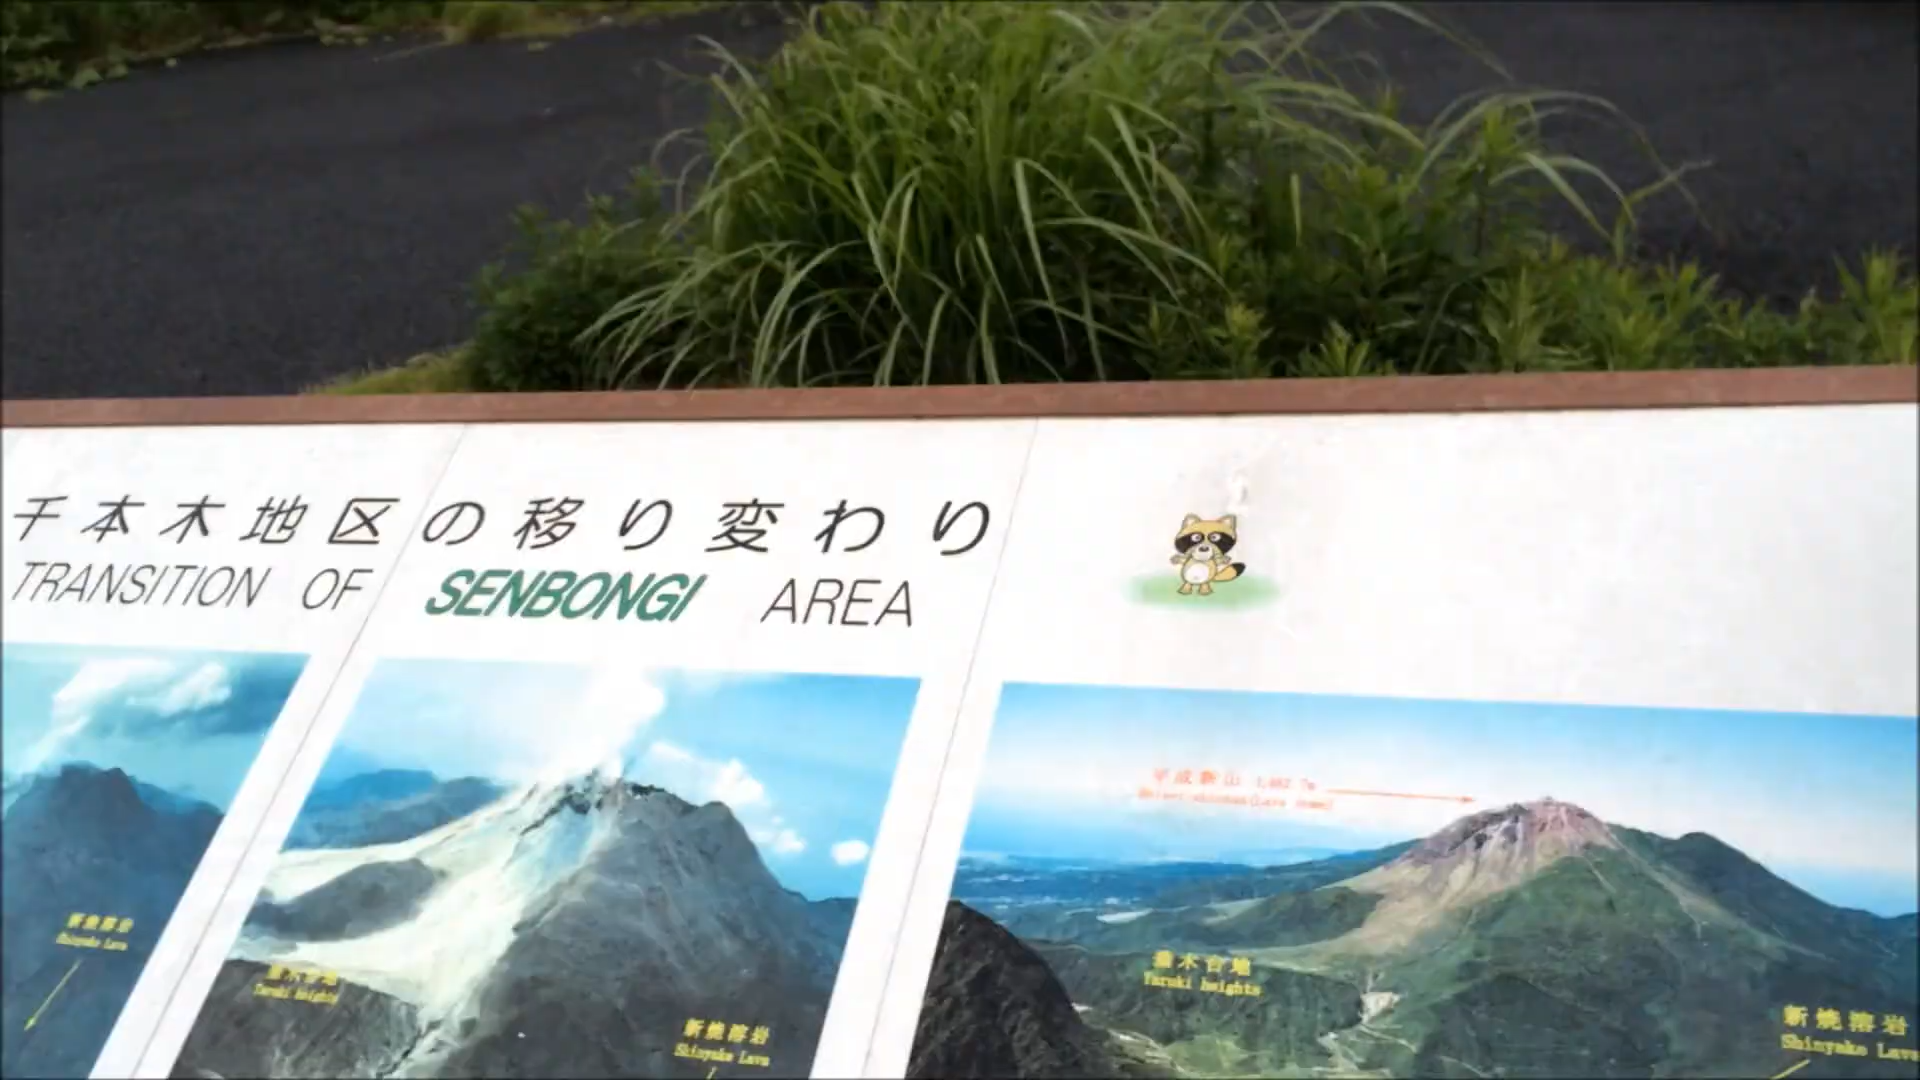 千本木地区の移り変わり
TRANSITION OF SENBONGI AREA
平成新山
新焼溶岩
Shinyake Lava
垂木台地
Taruki heights
新焼溶岩
Shinyake Lava
垂木台地
Taruki heights
新焼溶岩
Shinyake Lava